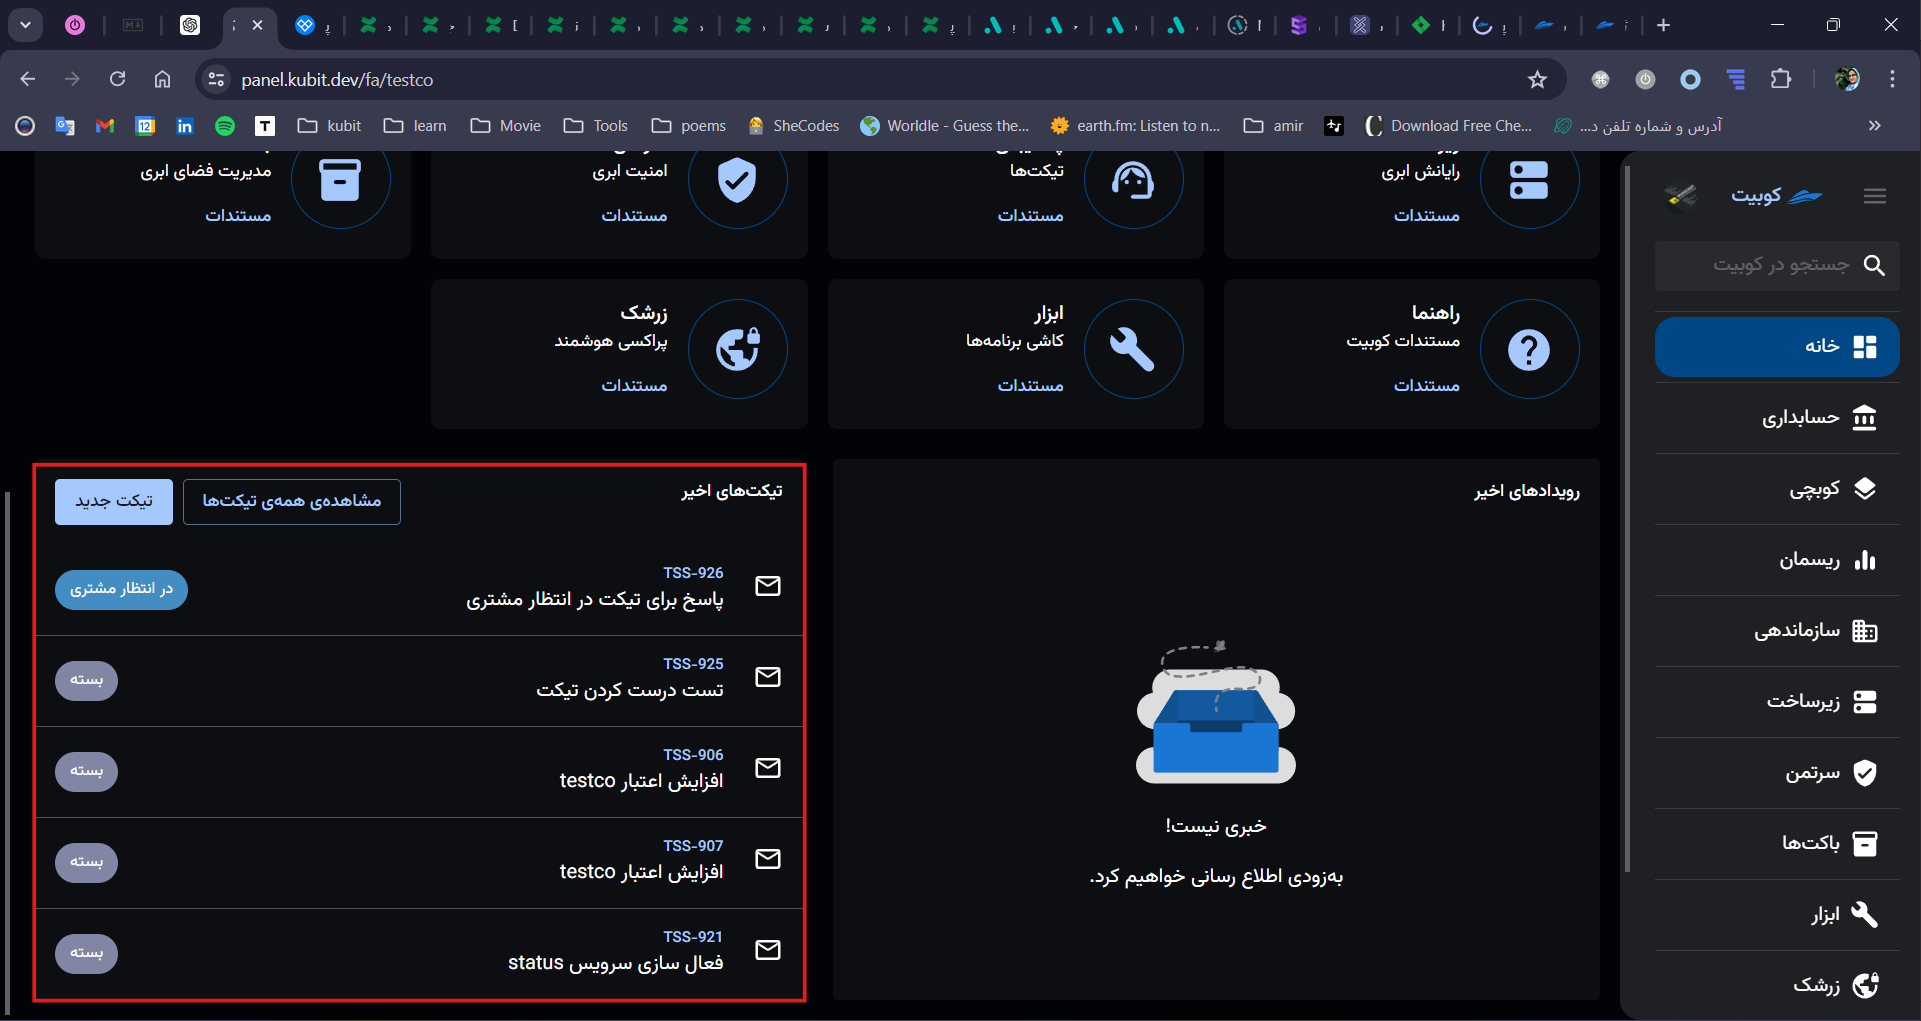 panel.kubit.dev/fa/testco
kubit
learn
Movie
Tools
poems
SheCodes
Worldle - Guess the...
earth.fm: Listen to n...
amir
Download Free Che...
آدرس و شماره تلفن د...
کوبیت
جستجو در کوبیت
خانه
حسابداری
کوبچی
ریسمان
سازماندهی
زیرساخت
سرتمن
باکت‌ها
ابزار
زرشک
رایانش ابری
مستندات
تیکت‌ها
مستندات
امنیت ابری
مستندات
مدیریت فضای ابری
مستندات
راهنما
مستندات کوبیت
مستندات
ابزار
کاشی برنامه‌ها
مستندات
زرشک
پراکسی هوشمند
مستندات
رویدادهای اخیر
خبری نیست!
به‌زودی اطلاع رسانی خواهیم کرد.
تیکت‌های اخیر
مشاهده‌ی همه‌ی تیکت‌ها
تیکت جدید
TSS-926
پاسخ برای تیکت در انتظار مشتری
در انتظار مشتری
TSS-925
تست درست کردن تیکت
بسته
TSS-906
افزایش اعتبار testco
بسته
TSS-907
افزایش اعتبار testco
بسته
TSS-921
فعال سازی سرویس status
بسته